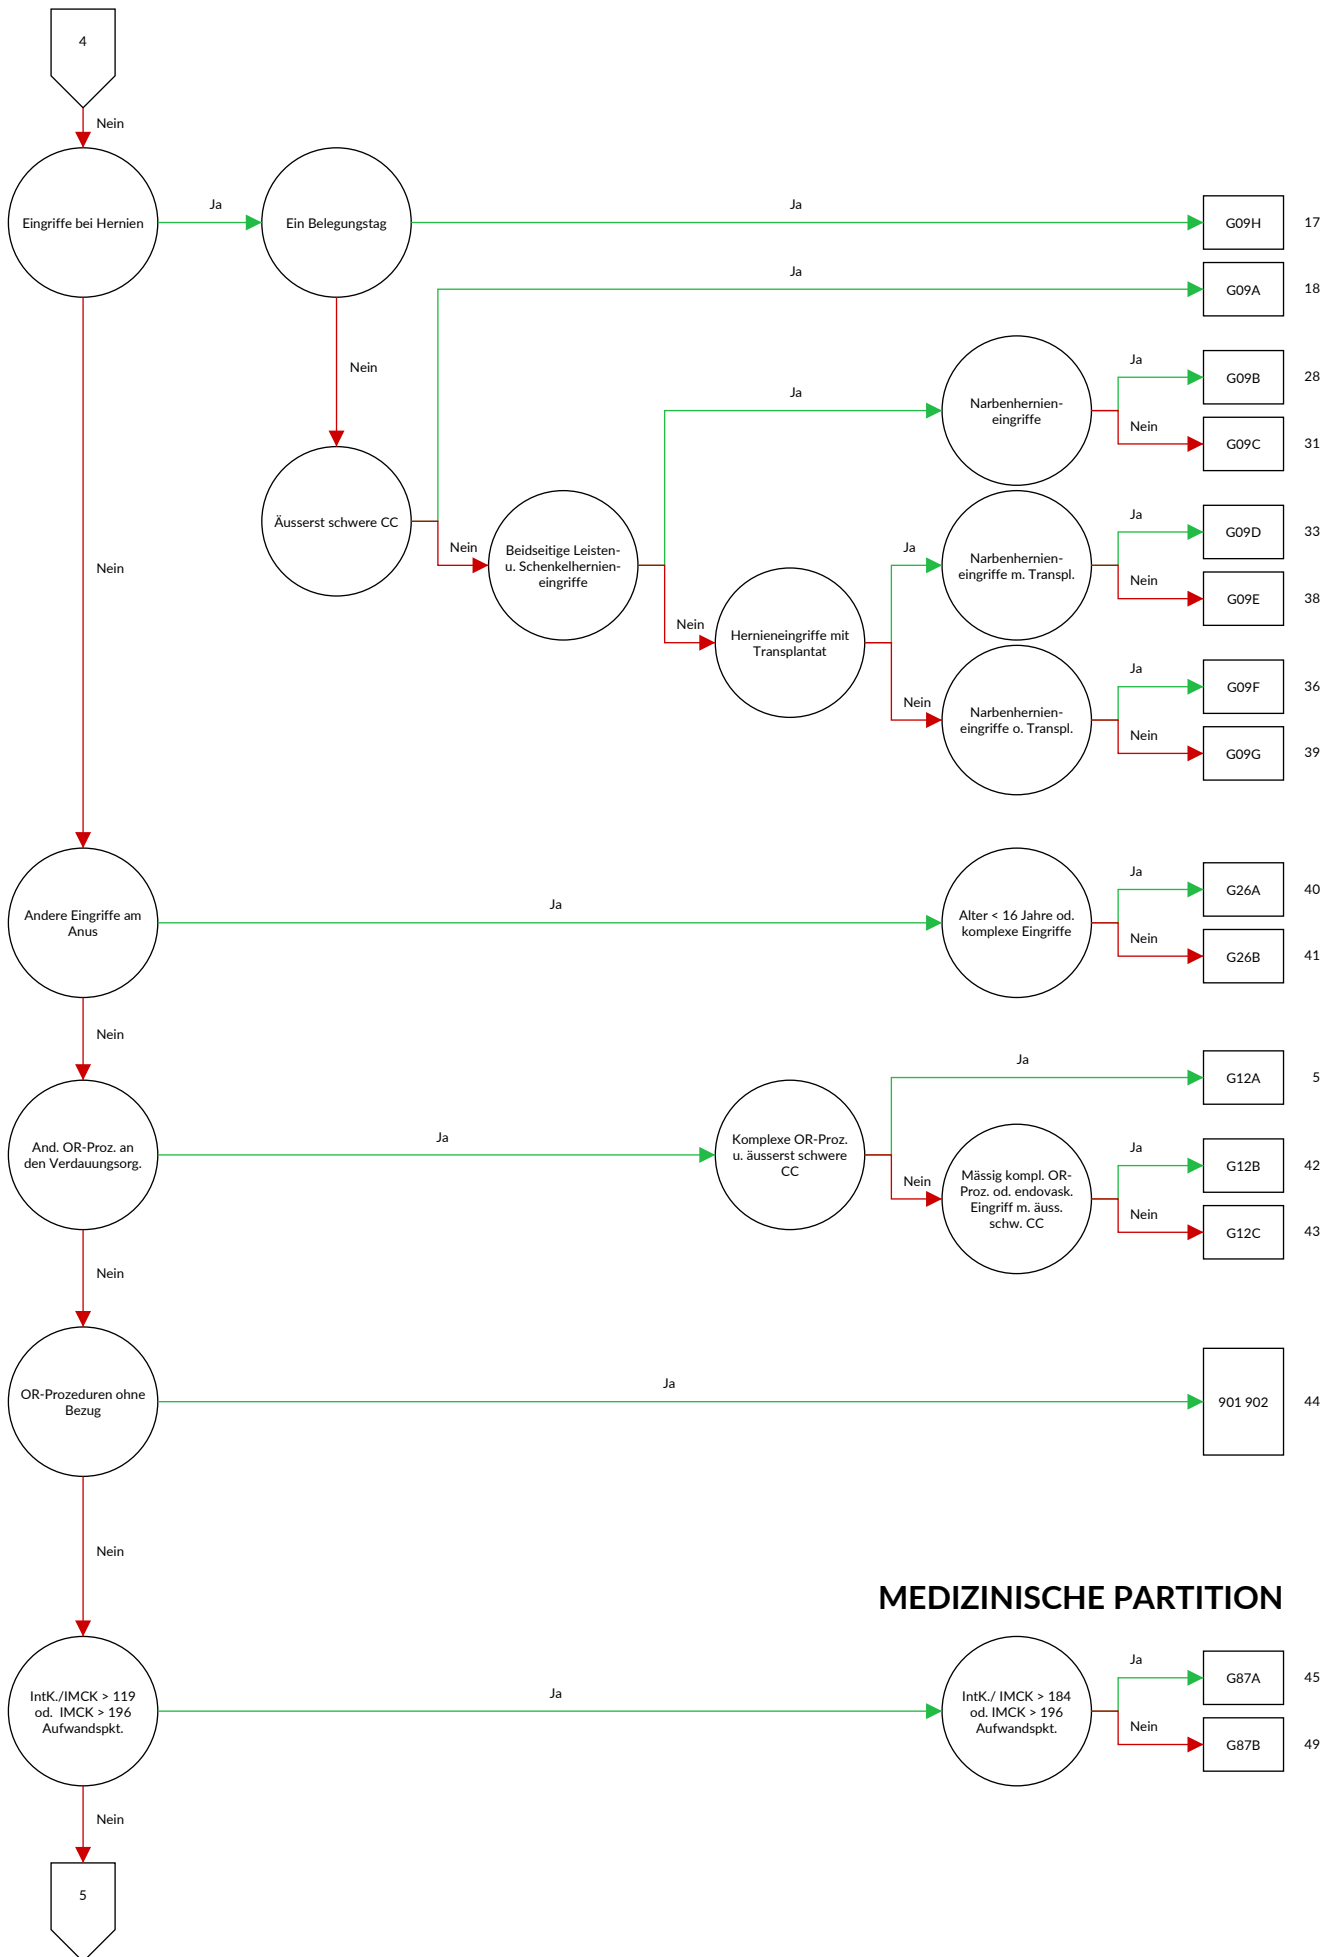 4
Nein
Eingriffe bei Hernien
Ja
Ein Belegungstag
Ja
G09H
17
Ja
G09A
18
Nein
Äusserst schwere CC
Nein
Beidseitige Leisten-
u. Schenkelhernien-
eingriffe
Ja
Narbenhernien-
eingriffe
Ja
G09B
28
Nein
G09C
31
Nein
Hernieneingriffe mit
Transplantat
Ja
Narbenhernien-
eingriffe m. Transpl.
Ja
G09D
33
Nein
G09E
38
Nein
Narbenhernien-
eingriffe o. Transpl.
Ja
G09F
36
Nein
G09G
39
Nein
Andere Eingriffe am
Anus
Ja
Alter < 16 Jahre od.
komplexe Eingriffe
Ja
G26A
40
Nein
G26B
41
Nein
And. OR-Proz. an
den Verdauungsorg.
Ja
Komplexe OR-Proz.
u. äusserst schwere
CC
Ja
G12A
5
Nein
Mässig kompl. OR-
Proz. od. endovask.
Eingriff m. äuss.
schw. CC
Ja
G12B
42
Nein
G12C
43
Nein
OR-Prozeduren ohne
Bezug
Ja
901 902
44
Nein
MEDIZINISCHE PARTITION
IntK./IMCK > 119
od. IMCK > 196
Aufwandspkt.
Ja
IntK./ IMCK > 184
od. IMCK > 196
Aufwandspkt.
Ja
G87A
45
Nein
G87B
49
Nein
5